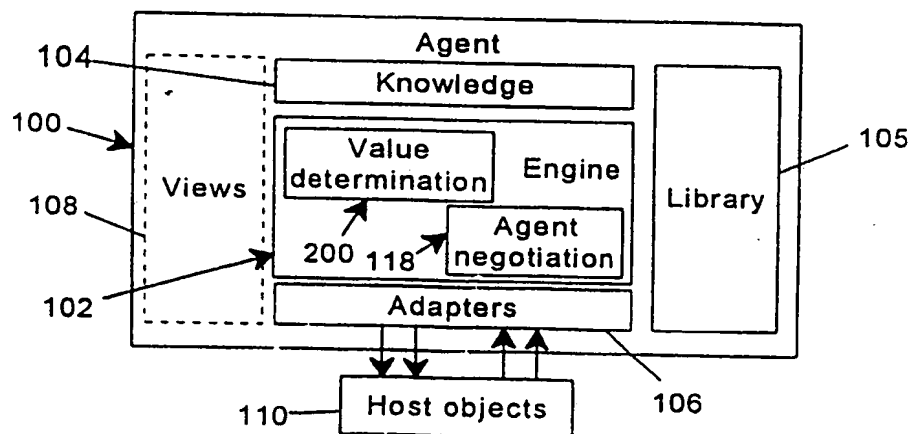 Agent
104
Knowledge
100
Value
determination
Engine
105
Views
Library
108
200
118
Agent
negotiation
102
Adapters
110
Host objects
106